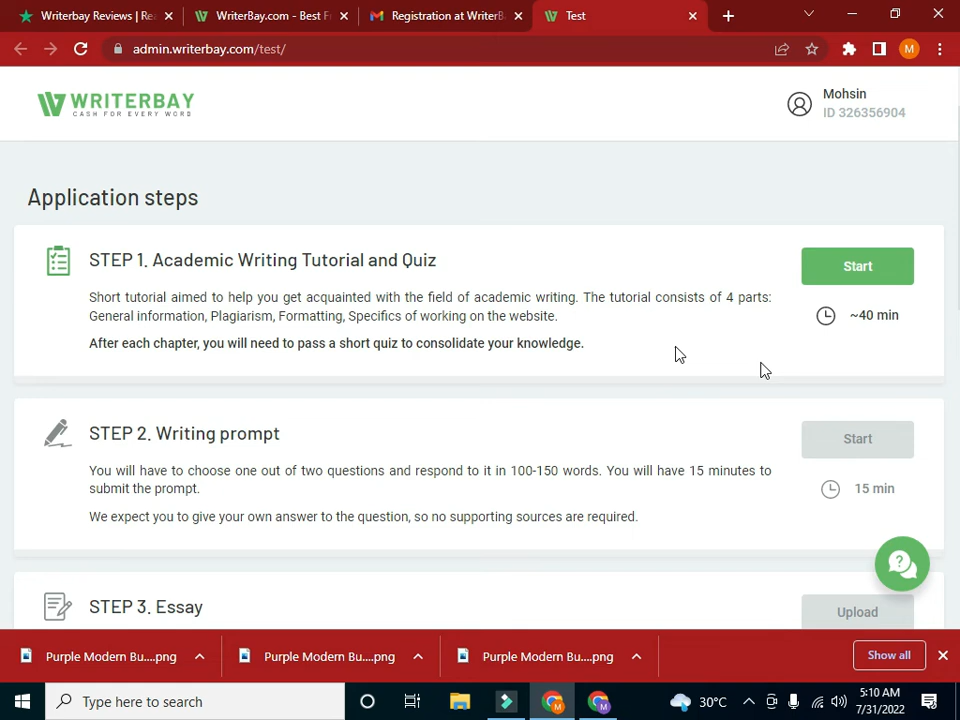 Writerbay Reviews | Re
WriterBay.com - Best F
Registration at WriterB
Test
admin.writerbay.com/test/
M
WRITERBAY
CASH FOR EVERY WORD
Mohsin
ID 326356904
Application steps
STEP 1. Academic Writing Tutorial and Quiz
Start
Short tutorial aimed to help you get acquainted with the field of academic writing. The tutorial consists of 4 parts:
General information, Plagiarism, Formatting, Specifics of working on the website.
~40 min
After each chapter, you will need to pass a short quiz to consolidate your knowledge.
STEP 2. Writing prompt
Start
You will have to choose one out of two questions and respond to it in 100-150 words. You will have 15 minutes to
submit the prompt.
15 min
We expect you to give your own answer to the question, so no supporting sources are required.
STEP 3. Essay
Upload
Purple Modern Bu....png
Purple Modern Bu....png
Purple Modern Bu....png
Show all
Type here to search
30°C
5:10 AM
7/31/2022